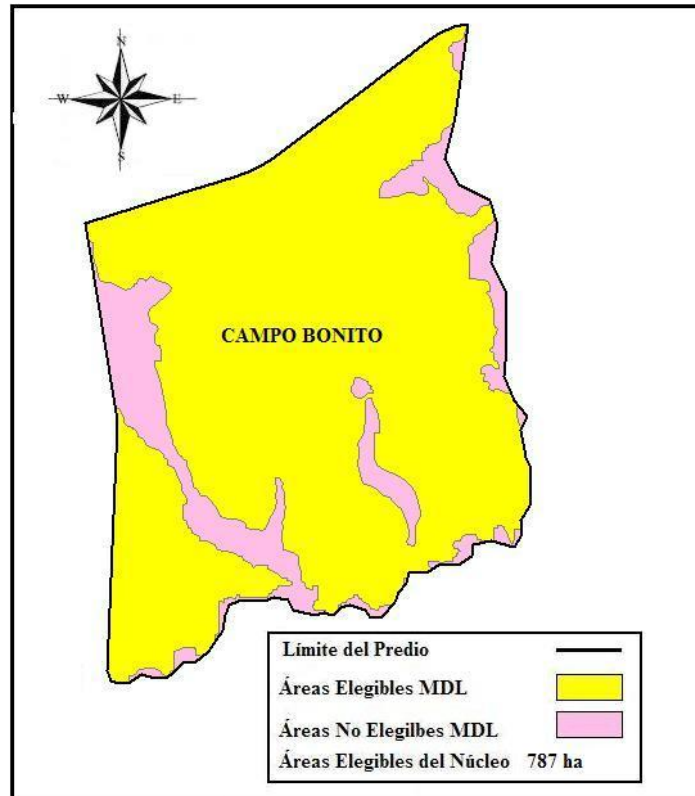 N
W E
S
CAMPO BONITO
Límite del Predio
Áreas Elegibles MDL
Áreas No Elegilbes MDL
Áreas Elegibles del Núcleo 787 ha